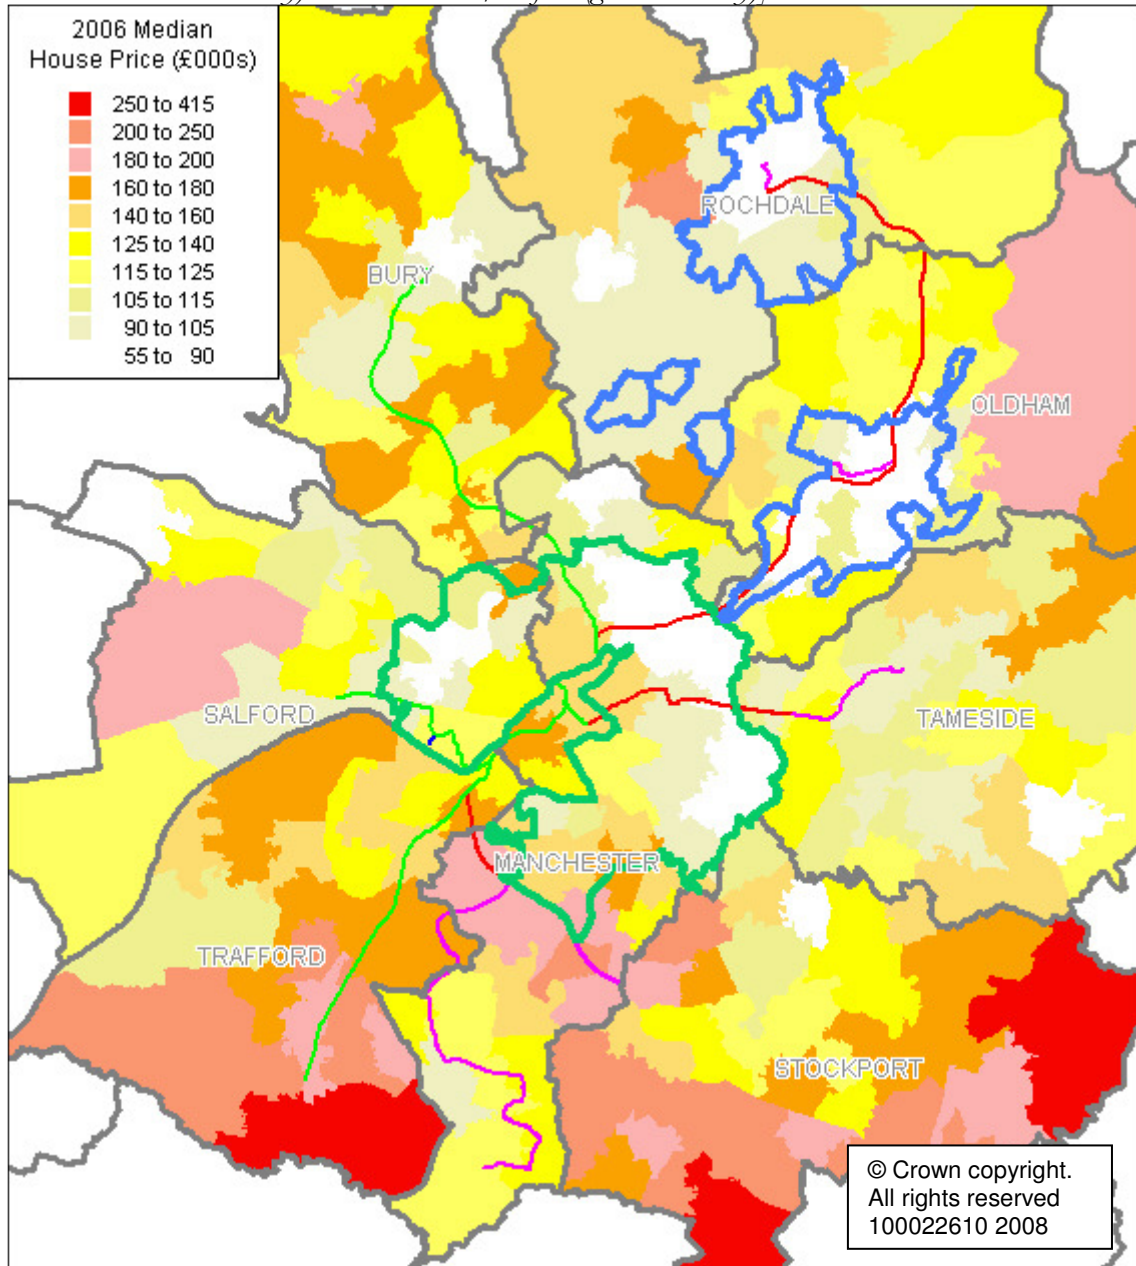 2006 Median
House Price (£000s)
250 to 415
200 to 250
180 to 200
160 to 180
140 to 160
125 to 140
115 to 125
105 to 115
90 to 105
55 to 90
ROCHDALE
BURY
OLDHAM
SALFORD
TAMESIDE
MANCHESTER
TRAFFORD
STOCKPORT
© Crown copyright.
All rights reserved
100022610 2008